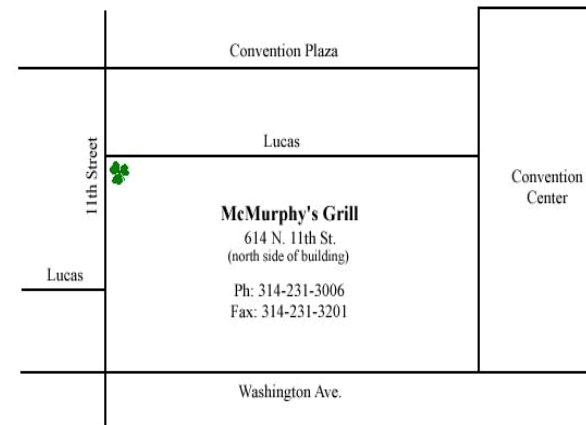 Convention Plaza
Lucas
11th Street
Convention
Center
McMurphy's Grill
614 N. 11th St.
(north side of building)
Lucas
Ph: 314-231-3006
Fax: 314-231-3201
Washington Ave.